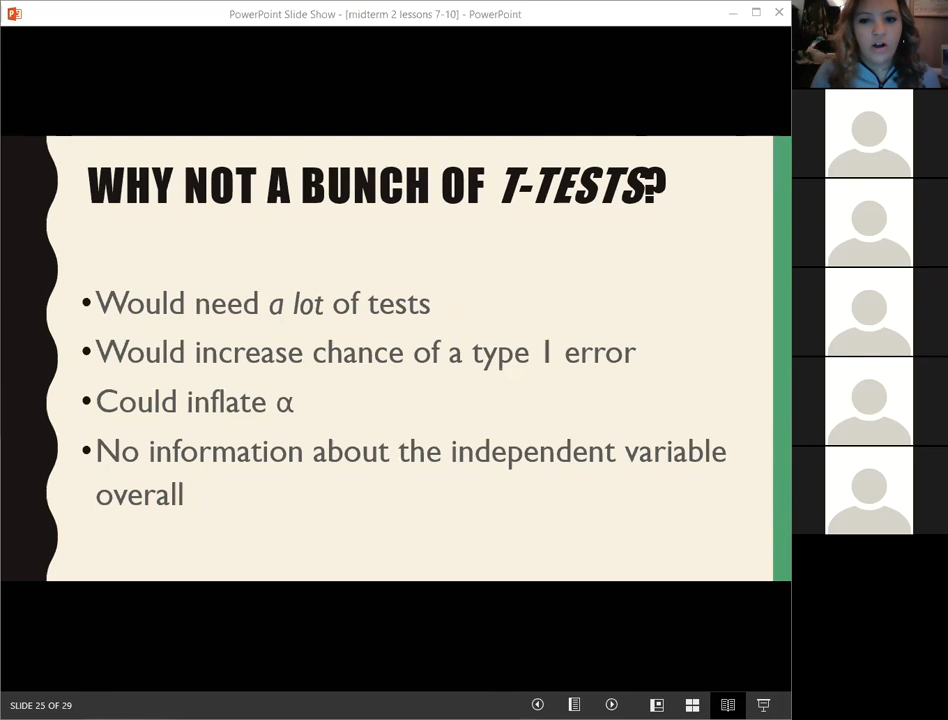 PowerPoint Slide Show - [midterm 2 lessons 7-10] - PowerPoint
WHY NOT A BUNCH OF T-TESTS?
•Would need a lot of tests
•Would increase chance of a type 1 error
•Could inflate α
•No information about the independent variable
overall
SLIDE 25 OF 29